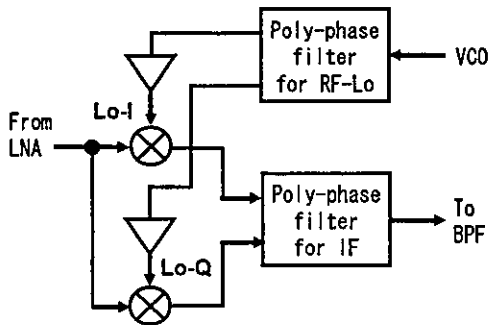 Poly-phase
filter
for RF-Lo
VCO
Lo-I
From
LNA
Poly-phase
filter
for IF
To
BPF
Lo-Q